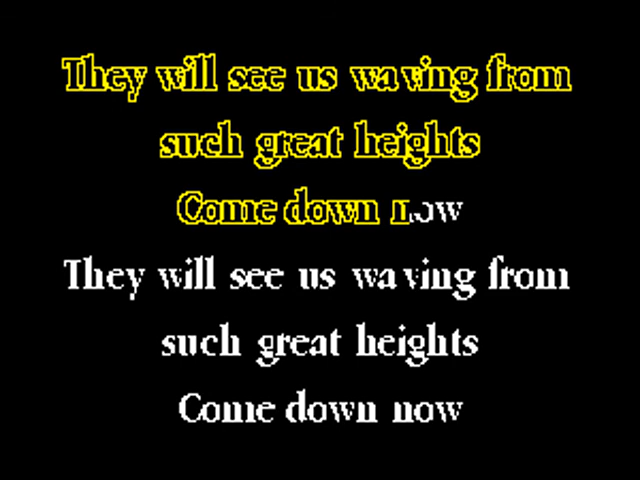 They will see us waving from
such great heights
Come down now
They will see us waving from
such great heights
Come down now